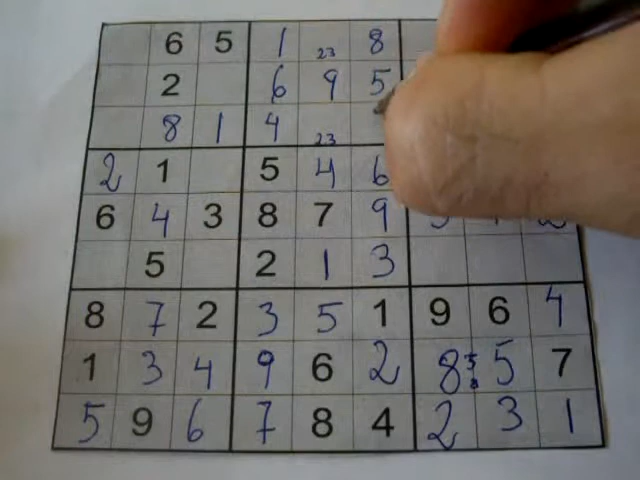 6 5 1 23 8
2 6 9 5
8 1 4 23
2 1 5 4 6
6 4 3 8 7 9
5 2 1 3
8 7 2 3 5 1 9 6 4
1 3 4 9 6 2 8 5 7
5 9 6 7 8 4 2 3 1